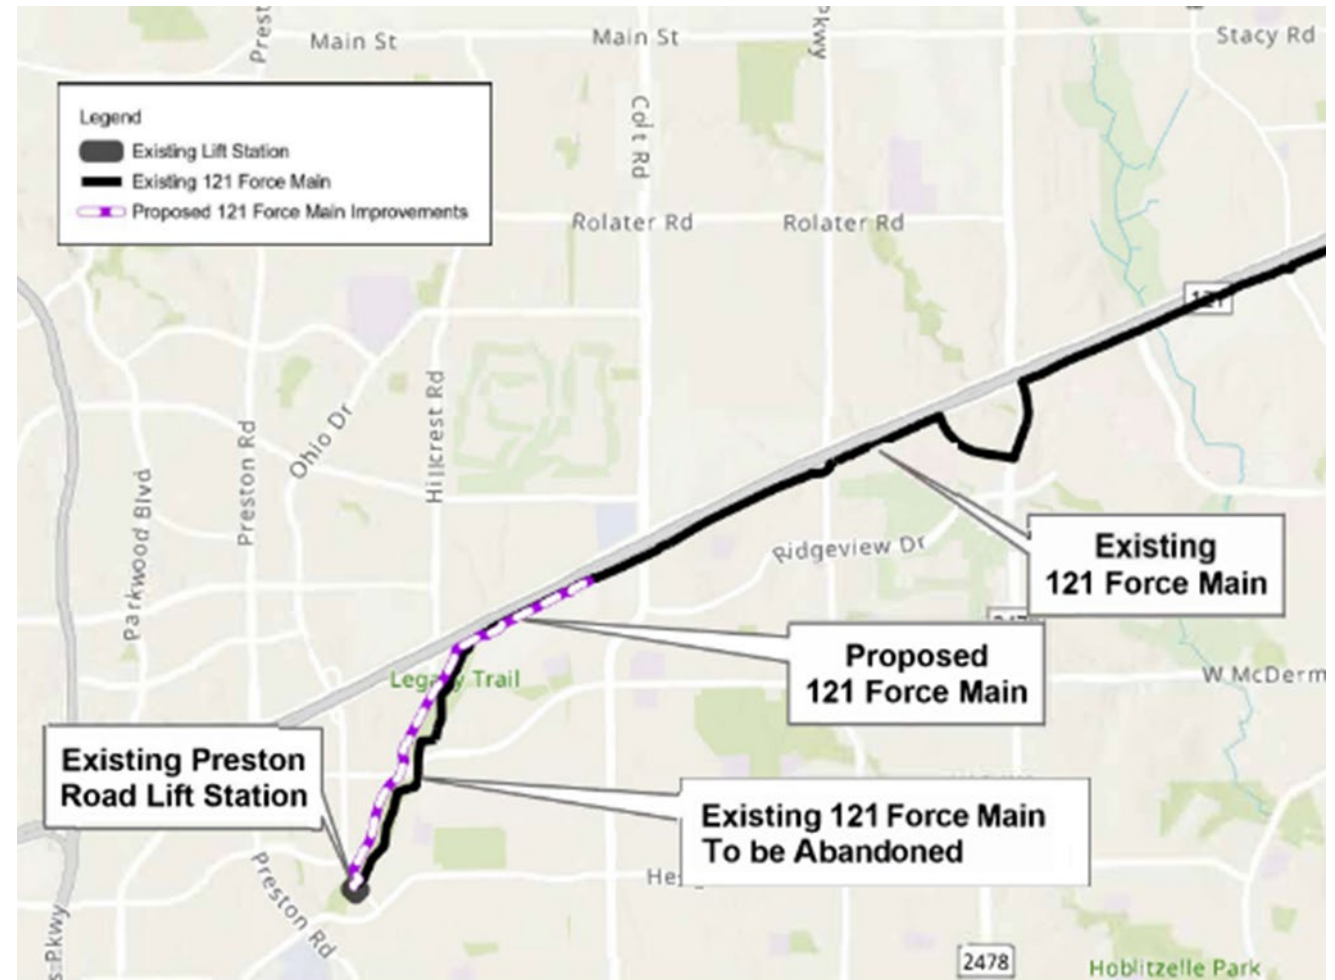 Main St
Main St
Stacy Rd
Legend
Existing Lift Station
Existing 121 Force Main
Proposed 121 Force Main Improvements
Colt Rd
Rolater Rd
Rolater Rd
121
Hillcrest Rd
Ohio Dr
Preston Rd
Parkwood Blvd
Ridgeview Dr
Existing
121 Force Main
Proposed
121 Force Main
W McDerm
Legacy Trail
Existing Preston
Road Lift Station
Existing 121 Force Main
To be Abandoned
Preston Rd
2478
Hoblitzelle Park